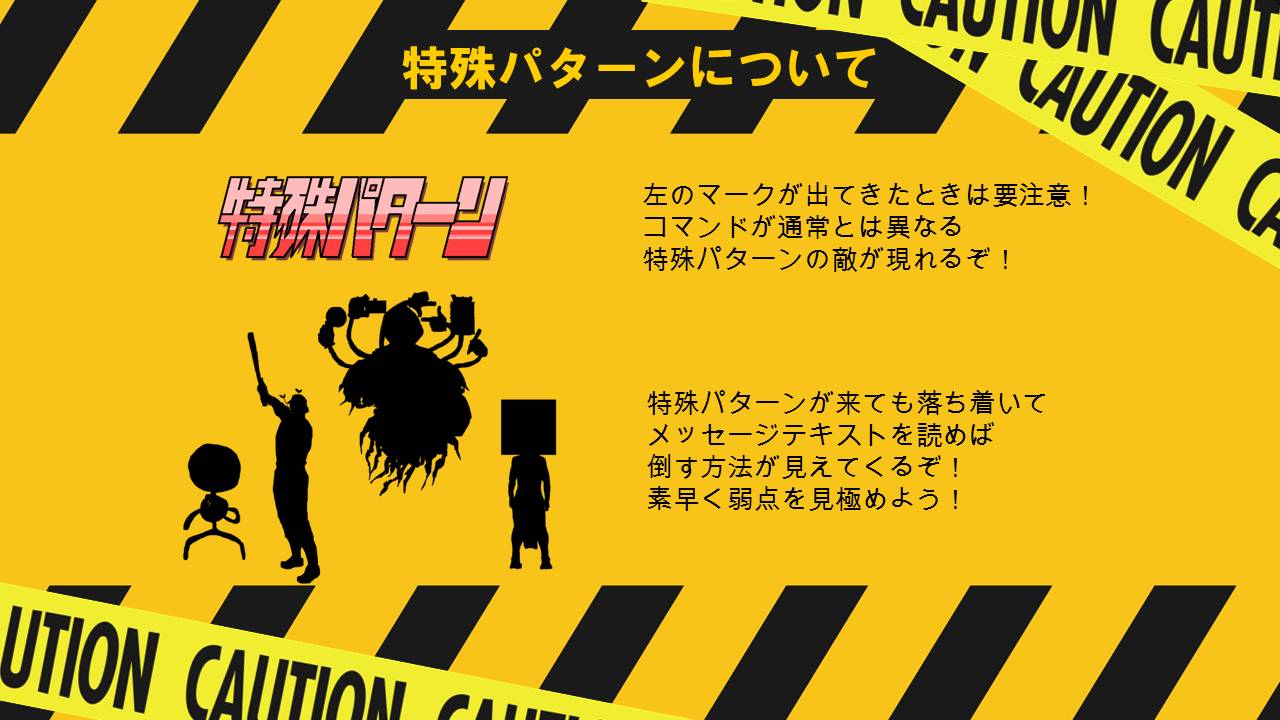 特殊パターンについて
CAUTION CAUTION
CAUTION
特殊パターン
左のマークが出てきたときは要注意！
コマンドが通常とは異なる
特殊パターンの敵が現れるぞ！
特殊パターンが来ても落ち着いて
メッセージテキストを読めば
倒す方法が見えてくるぞ！
素早く弱点を見極めよう！
UTION CAUTION CAUTION